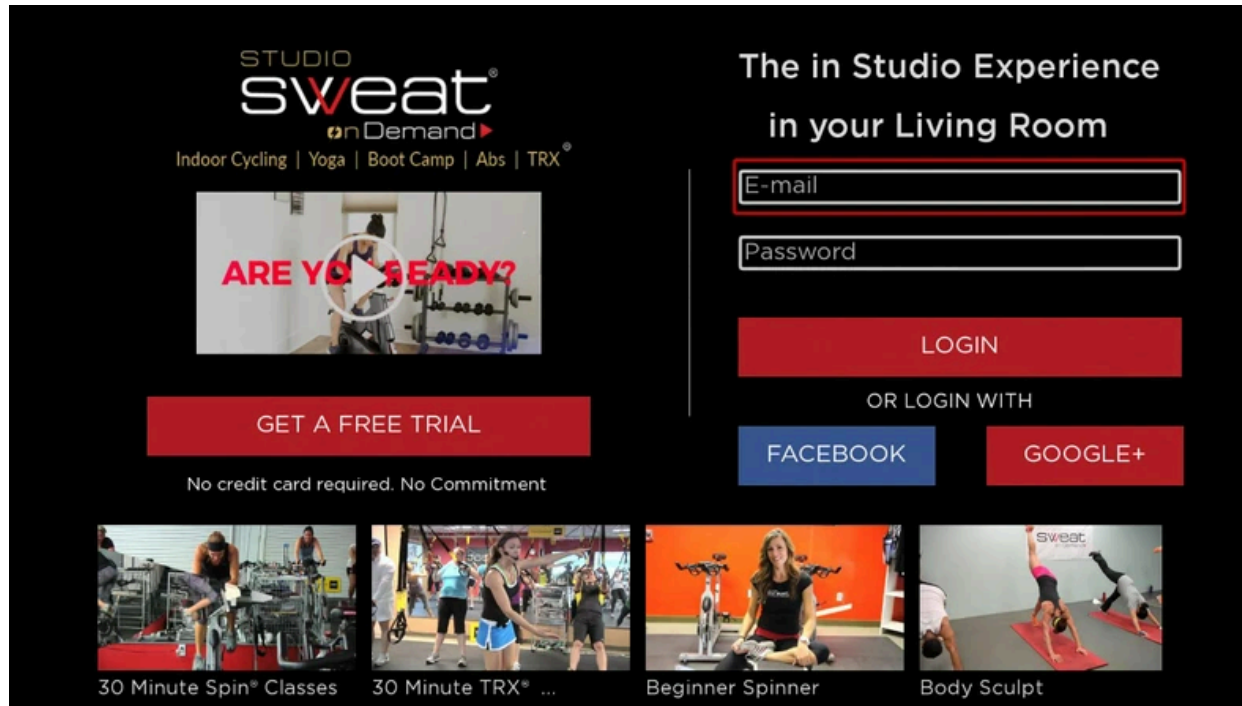 STUDIO
sweat®
onDemand
Indoor Cycling | Yoga | Boot Camp | Abs | TRX®
ARE YOU READY?
GET A FREE TRIAL
No credit card required. No Commitment
The in Studio Experience
in your Living Room
E-mail
Password
LOGIN
OR LOGIN WITH
FACEBOOK
GOOGLE+
sweat
30 Minute Spin® Classes
30 Minute TRX® ...
Beginner Spinner
Body Sculpt